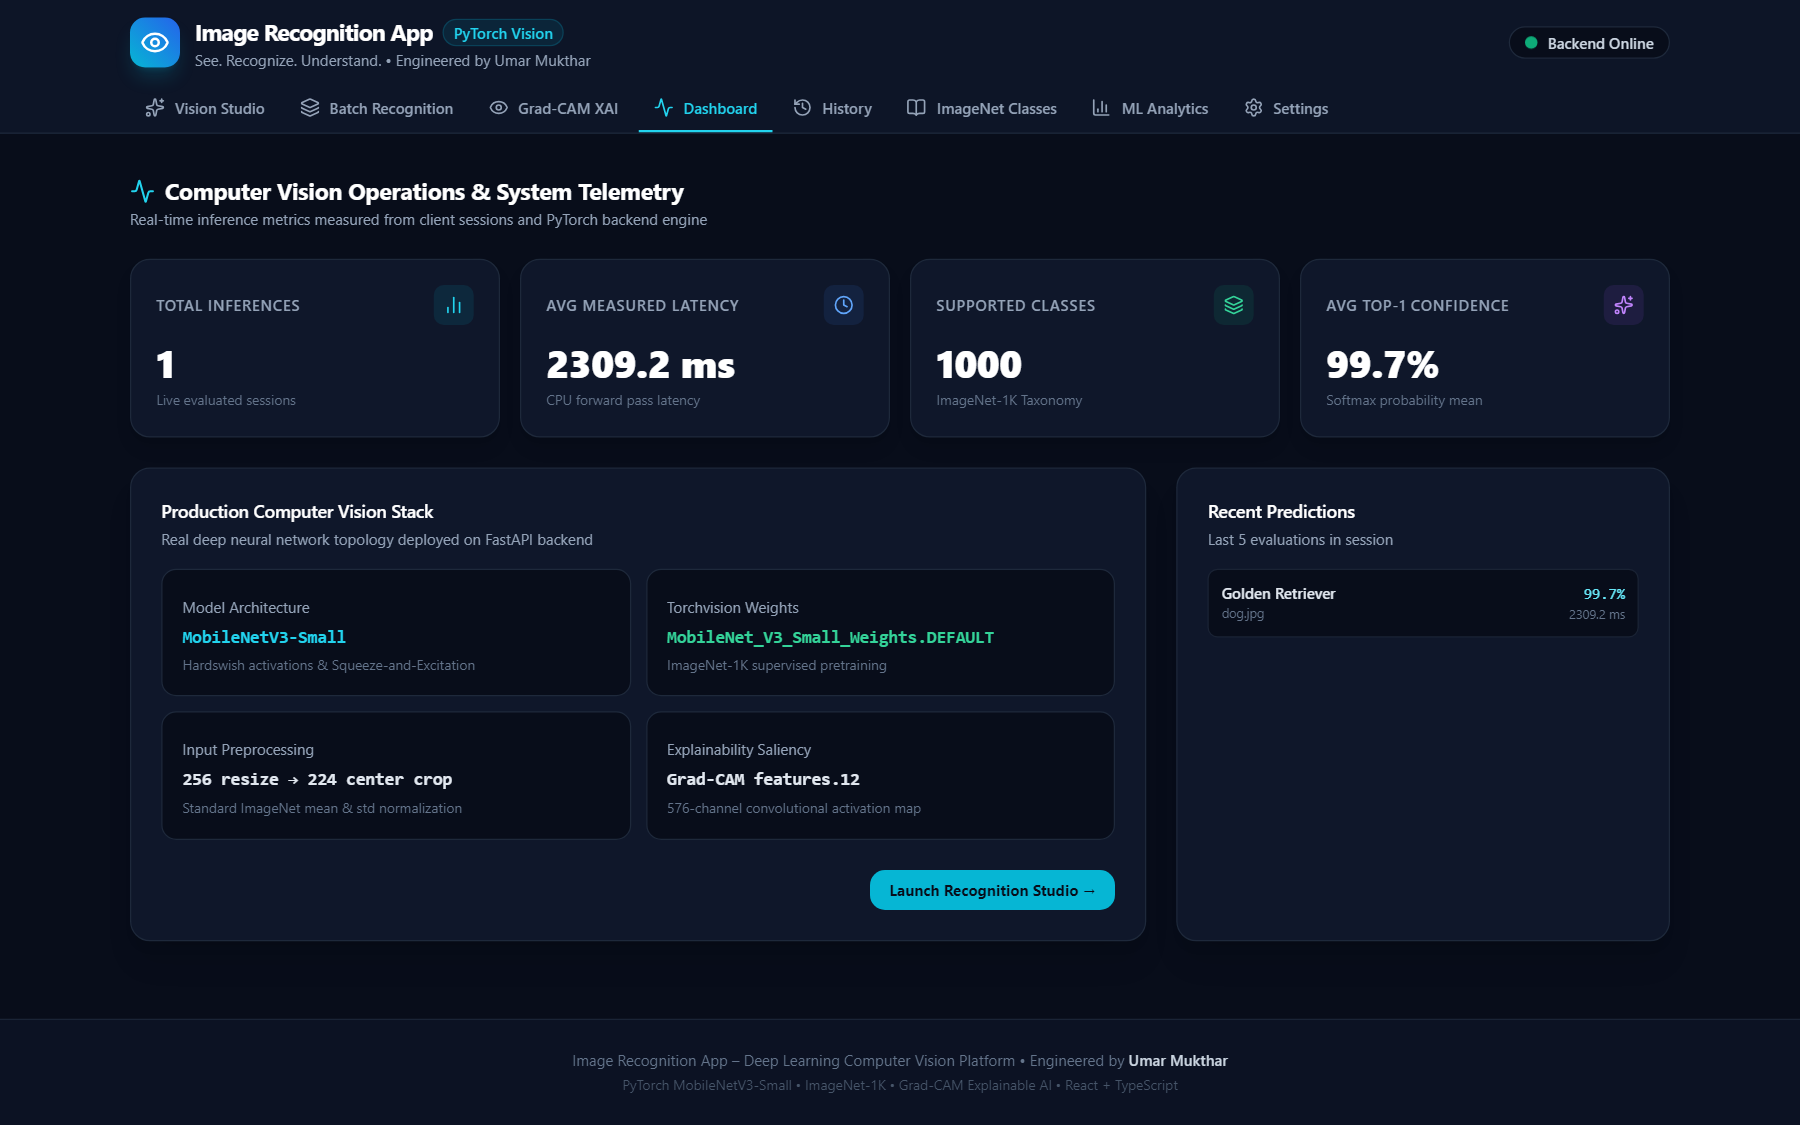 Image Recognition App
PyTorch Vision
See. Recognize. Understand. • Engineered by Umar Mukthar
Backend Online
Vision Studio
Batch Recognition
Grad-CAM XAI
Dashboard
History
ImageNet Classes
ML Analytics
Settings
Computer Vision Operations & System Telemetry
Real-time inference metrics measured from client sessions and PyTorch backend engine
TOTAL INFERENCES
1
Live evaluated sessions
AVG MEASURED LATENCY
2309.2 ms
CPU forward pass latency
SUPPORTED CLASSES
1000
ImageNet-1K Taxonomy
AVG TOP-1 CONFIDENCE
99.7%
Softmax probability mean
Production Computer Vision Stack
Real deep neural network topology deployed on FastAPI backend
Model Architecture
MobileNetV3-Small
Hardswish activations & Squeeze-and-Excitation
Torchvision Weights
MobileNet_V3_Small_Weights.DEFAULT
ImageNet-1K supervised pretraining
Input Preprocessing
256 resize → 224 center crop
Standard ImageNet mean & std normalization
Explainability Saliency
Grad-CAM features.12
576-channel convolutional activation map
Launch Recognition Studio →
Recent Predictions
Last 5 evaluations in session
Golden Retriever
99.7%
dog.jpg
2309.2 ms
Image Recognition App – Deep Learning Computer Vision Platform • Engineered by Umar Mukthar
PyTorch MobileNetV3-Small • ImageNet-1K • Grad-CAM Explainable AI • React + TypeScript